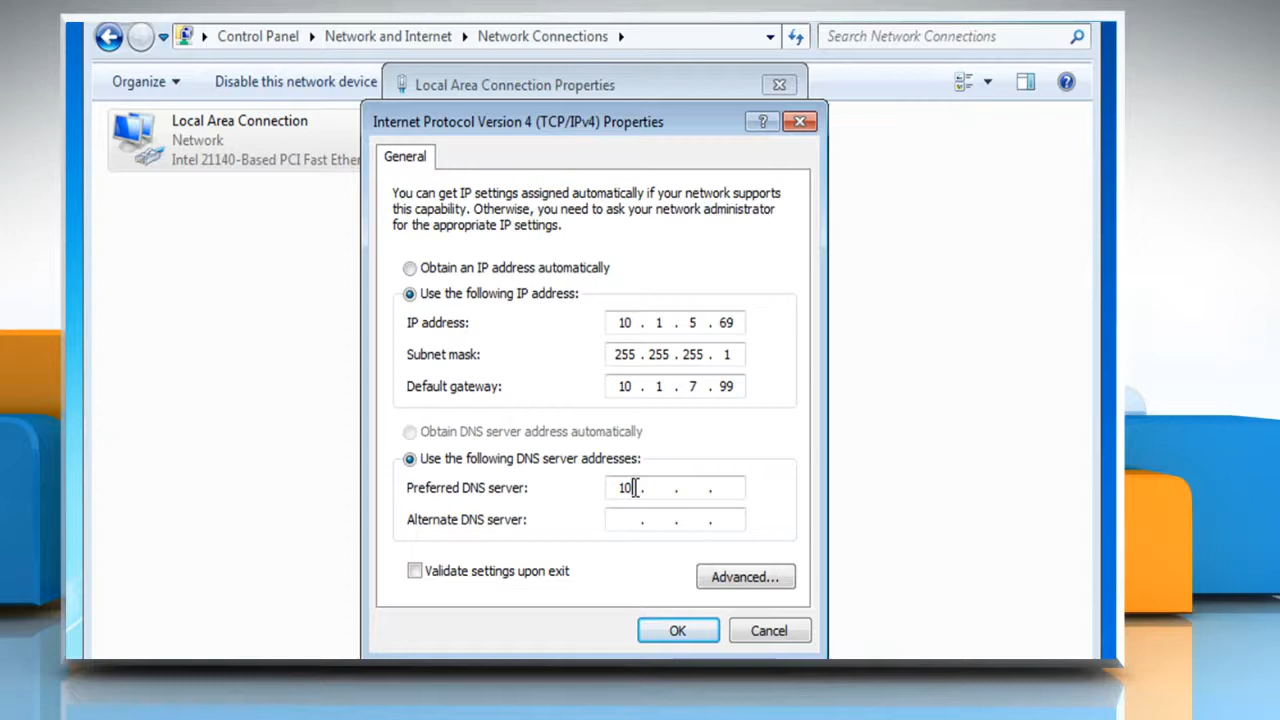 Control Panel Network and Internet Network Connections Search Network Connections
Organize Disable this network device
Local Area Connection Properties
Local Area Connection
Network
Intel 21140-Based PCI Fast Ether
Internet Protocol Version 4 (TCP/IPv4) Properties ?
General
You can get IP settings assigned automatically if your network supports
this capability. Otherwise, you need to ask your network administrator
for the appropriate IP settings.
Obtain an IP address automatically
Use the following IP address:
IP address: 10 . 1 . 5 . 69
Subnet mask: 255 . 255 . 255 . 1
Default gateway: 10 . 1 . 7 . 99
Obtain DNS server address automatically
Use the following DNS server addresses:
Preferred DNS server: 10 . . .
Alternate DNS server: . . .
Validate settings upon exit
Advanced...
OK Cancel